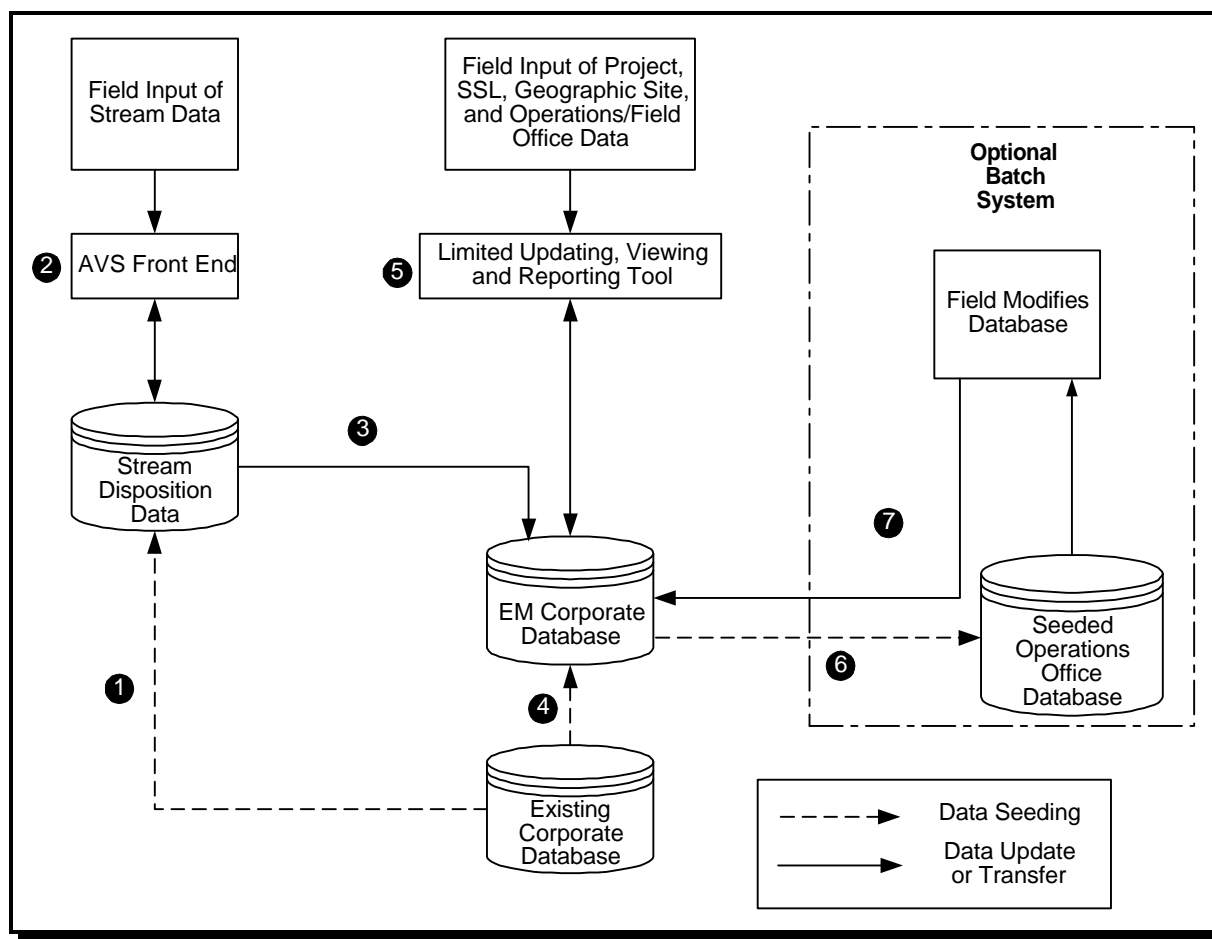 Field Input of
Stream Data
Field Input of Project,
SSL, Geographic Site,
and Operations/Field
Office Data
Optional
Batch
System
2
AVS Front End
5
Limited Updating, Viewing
and Reporting Tool
Field Modifies
Database
3
Stream
Disposition
Data
7
EM Corporate
Database
Seeded
Operations
Office
Database
6
1
4
Existing
Corporate
Database
Data Seeding
Data Update
or Transfer